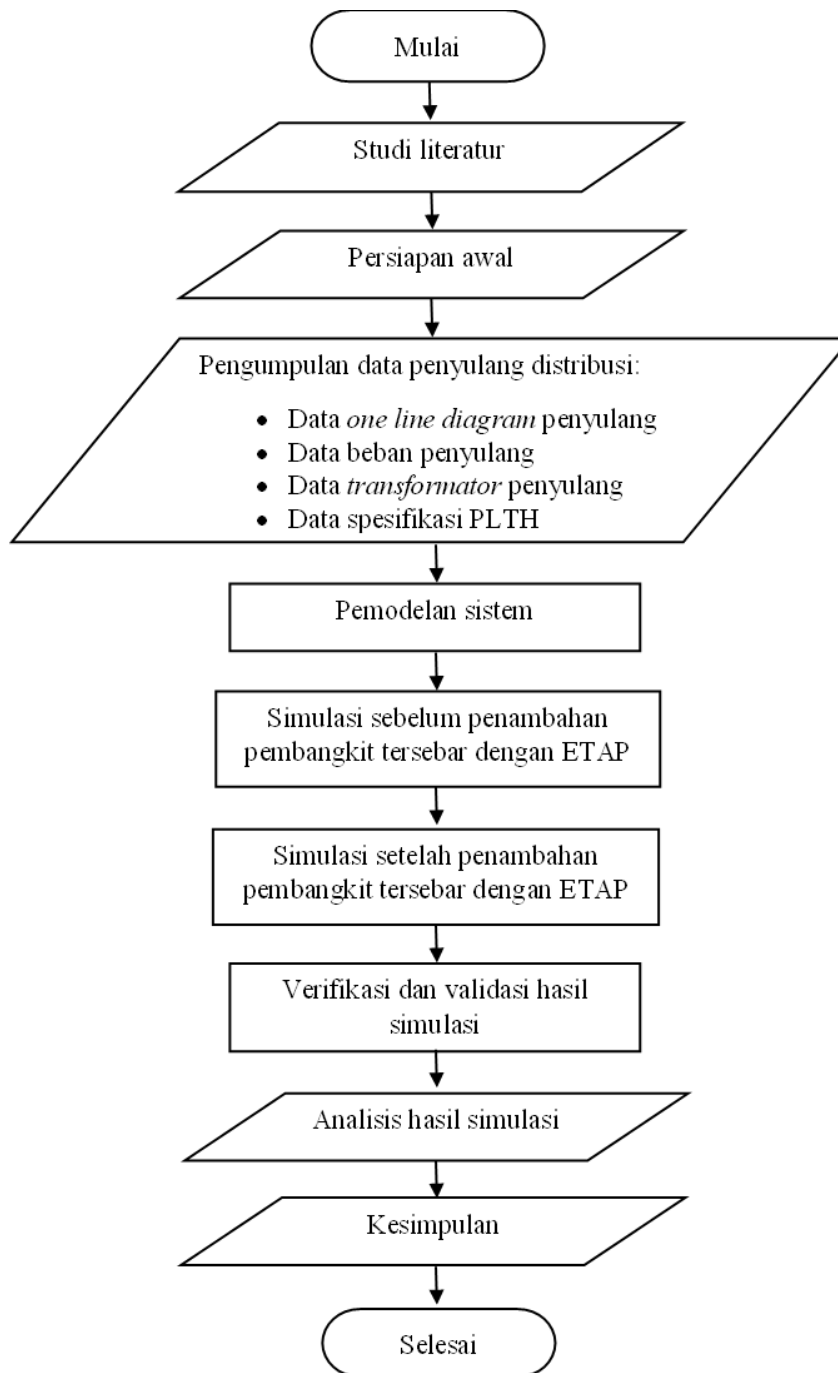 Mulai
Studi literatur
Persiapan awal
Pengumpulan data penyulang distribusi:
• Data one line diagram penyulang
• Data beban penyulang
• Data transformator penyulang
• Data spesifikasi PLTH
Pemodelan sistem
Simulasi sebelum penambahan
pembangkit tersebar dengan ETAP
Simulasi setelah penambahan
pembangkit tersebar dengan ETAP
Verifikasi dan validasi hasil
simulasi
Analisis hasil simulasi
Kesimpulan
Selesai